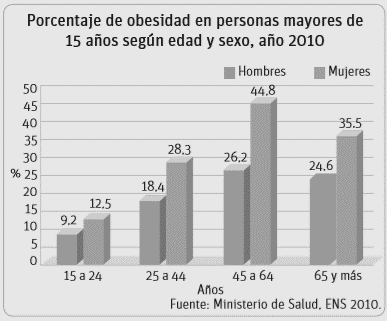 Porcentaje de obesidad en personas mayores de
15 años según edad y sexo, año 2010
Hombres Mujeres
50
45
40
35
30
% 25
20
15
10
5
0
9,2 12,5
18,4 28,3
26,2 44,8
24,6 35,5
15 a 24 25 a 44 45 a 64 65 y más
Años
Fuente: Ministerio de Salud, ENS 2010.